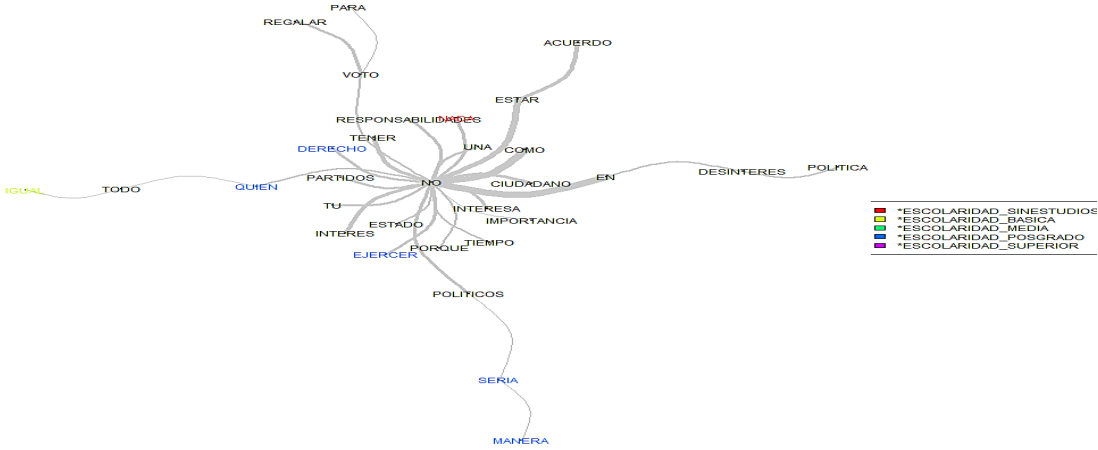 PARA
REGALAR
ACUERDO
VOTO
ESTAR
RESPONSABILIDADES
NADA
TENER
DERECHO
UNA
COMO
PARTIDOS
NO
CIUDADANO
EN
DESINTERES
POLITICA
IGUAL
TODO
QUIEN
TU
INTERESA
ESTADO
IMPORTANCIA
INTERES
PORQUE
TIEMPO
EJERCER
POLITICOS
SERIA
MANERA
*ESCOLARIDAD_SINESTUDIOS
*ESCOLARIDAD_BASICA
*ESCOLARIDAD_MEDIA
*ESCOLARIDAD_POSGRADO
*ESCOLARIDAD_SUPERIOR